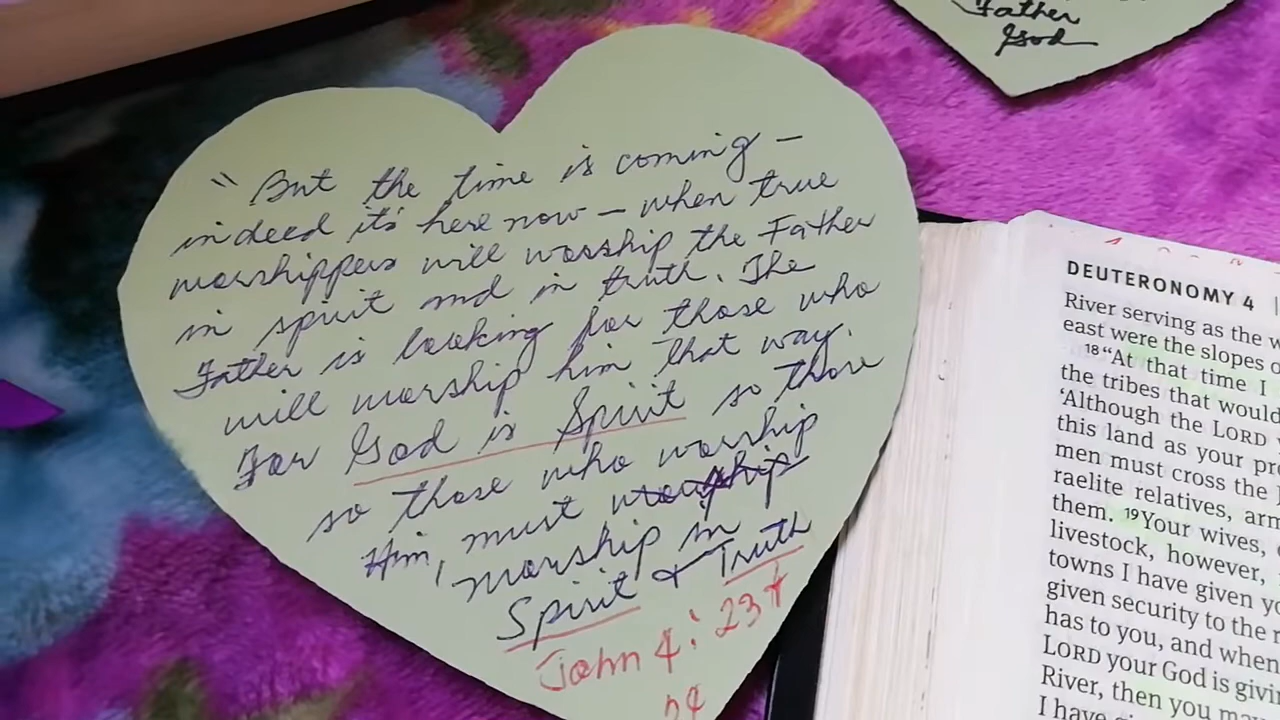 Father
God
" But the time is coming –
indeed it's here now – when true
worshippers will worship the Father
in spirit and in truth. The
Father is looking for those who
will worship him that way.
For God is Spirit so those
so those who worship
Him, must worship
worship in
Spirit & Truth
John 4: 23 +
24
DEUTERONOMY 4
River serving as the w
east were the slopes o
18 "At that time I
the tribes that would
'Although the LORD
this land as your pr
men must cross the
raelite relatives, arm
them. 19 Your wives,
livestock, however,
towns I have given yo
given security to the r
has to you, and when
LORD your God is givi
River, then you may
I have